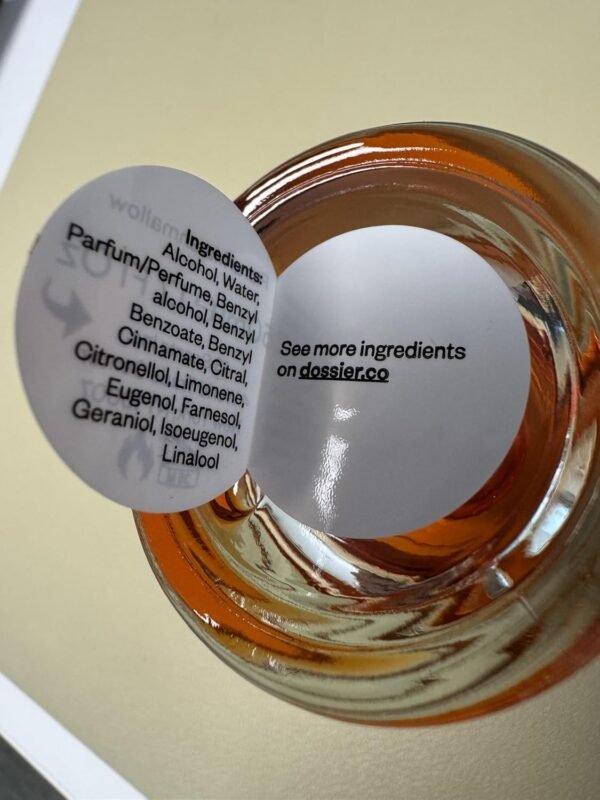 Ingredients:
Alcohol, Water,
Parfum/Perfume, Benzyl
alcohol, Benzyl
Benzoate, Benzyl
Cinnamate, Citral,
Citronellol, Limonene,
Eugenol, Farnesol,
Geraniol, Isoeugenol,
Linalool
See more ingredients
on dossier.co